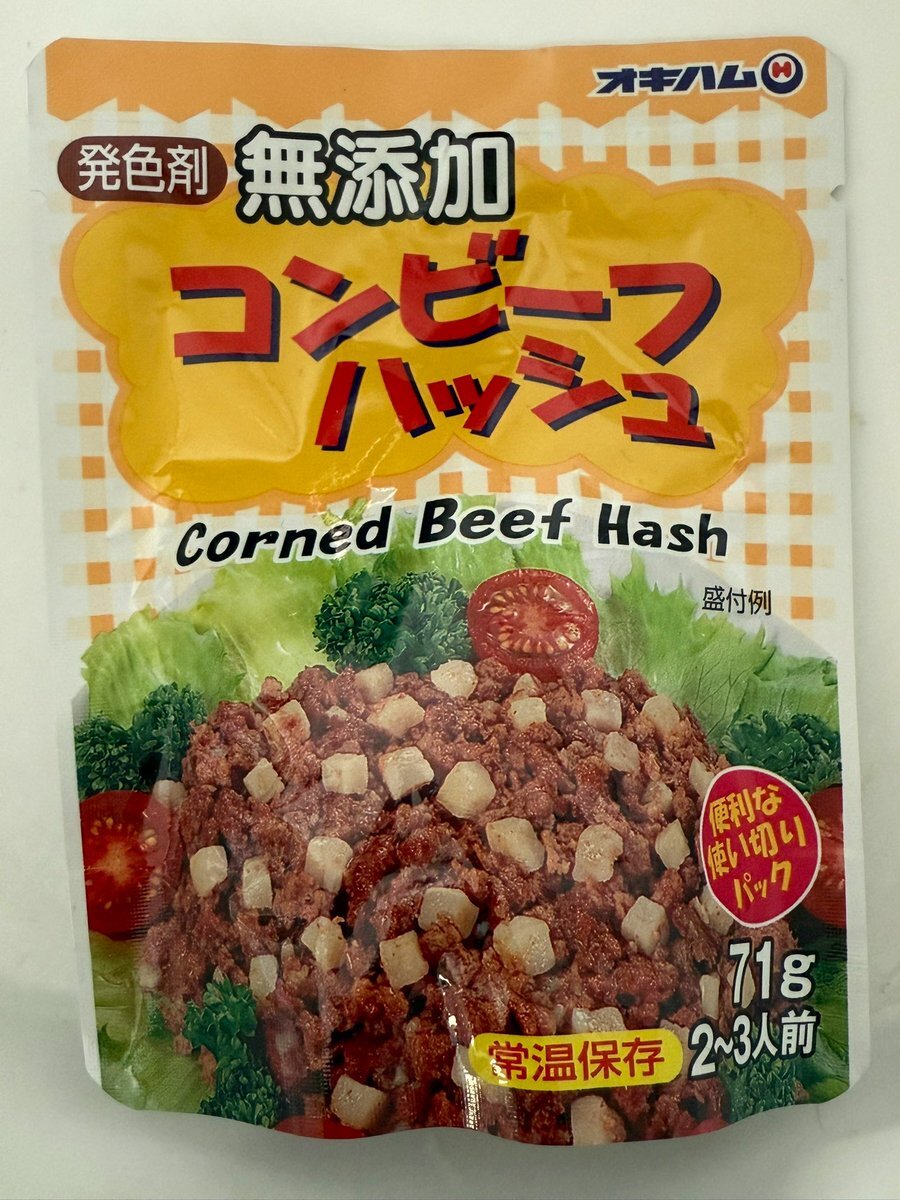 オキハム
発色剤 無添加
コンビーフ
ハッシュ
Corned Beef Hash
盛付例
便利な
使い切り
パック
71g
2~3人前
常温保存